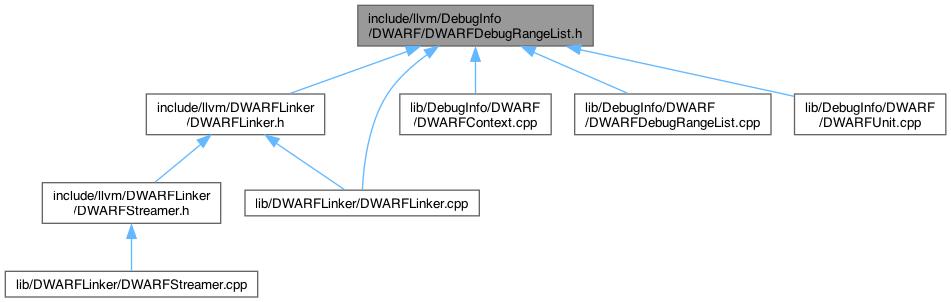 include/llvm/DebugInfo
/DWARF/DWARFDebugRangeList.h
include/llvm/DWARFLinker
/DWARFLinker.h
lib/DebugInfo/DWARF
/DWARFContext.cpp
lib/DebugInfo/DWARF
/DWARFDebugRangeList.cpp
lib/DebugInfo/DWARF
/DWARFUnit.cpp
include/llvm/DWARFLinker
/DWARFStreamer.h
lib/DWARFLinker/DWARFLinker.cpp
lib/DWARFLinker/DWARFStreamer.cpp